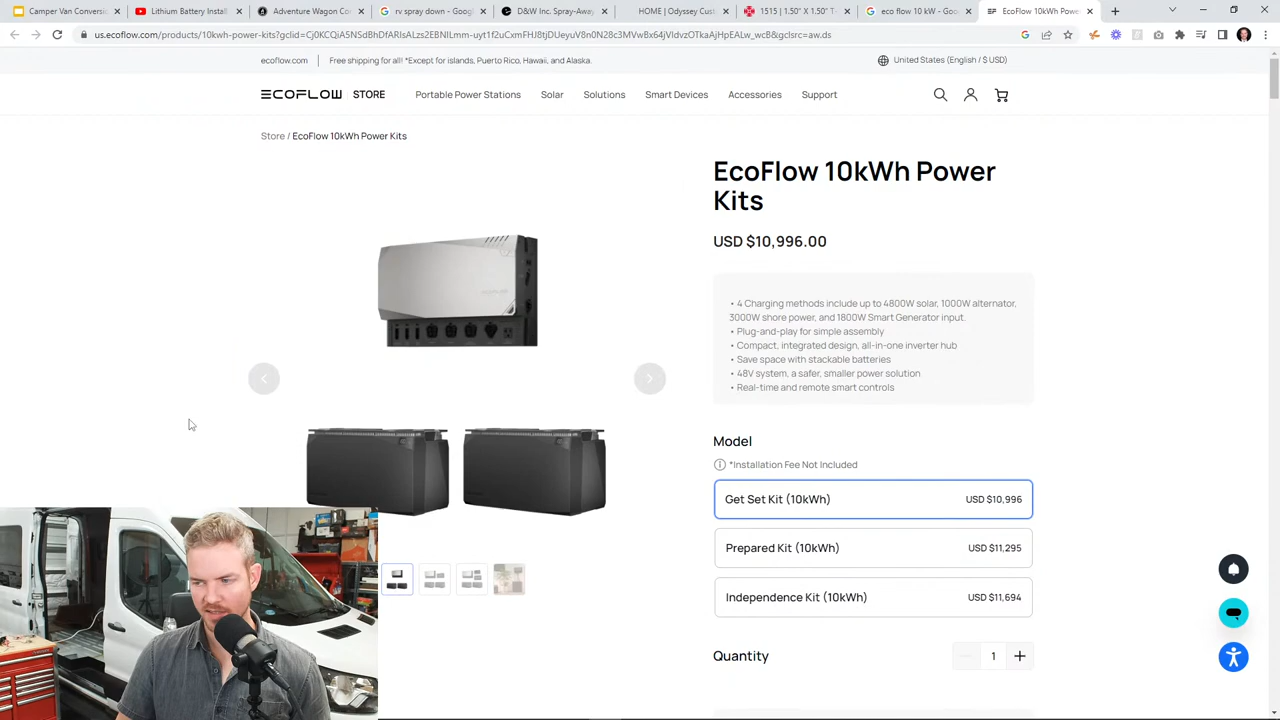 Camper Van Conversi
Lithium Battery Install
Adventure Wagon Co
rv spray down - Googl
D&W Inc. Spray-Away
HOME | Odyssey Cust
1515 | 1.50" X 1.50" T-
eco flow 10 kW - Goog
EcoFlow 10kWh Power
us.ecoflow.com/products/10kwh-power-kits?gclid=Cj0KCQiA5NSdBhDfARIsALzs2EBNILmm-uyt1f2uCxmFHJ8tjDUeyuV8n0N28c3MVwBx64jVIdvzOTkaAjHpEALw_wcB&gclsrc=aw.ds
ecoflow.com
Free shipping for all! *Except for islands, Puerto Rico, Hawaii, and Alaska.
United States (English / $ USD)
ECOFLOW STORE
Portable Power Stations
Solar
Solutions
Smart Devices
Accessories
Support
Store / EcoFlow 10kWh Power Kits
EcoFlow 10kWh Power
Kits
USD $10,996.00
• 4 Charging methods include up to 4800W solar, 1000W alternator,
3000W shore power, and 1800W Smart Generator input.
• Plug-and-play for simple assembly
• Compact, integrated design, all-in-one inverter hub
• Save space with stackable batteries
• 48V system, a safer, smaller power solution
• Real-time and remote smart controls
Model
*Installation Fee Not Included
Get Set Kit (10kWh) USD $10,996
Prepared Kit (10kWh) USD $11,295
Independence Kit (10kWh) USD $11,694
Quantity
1